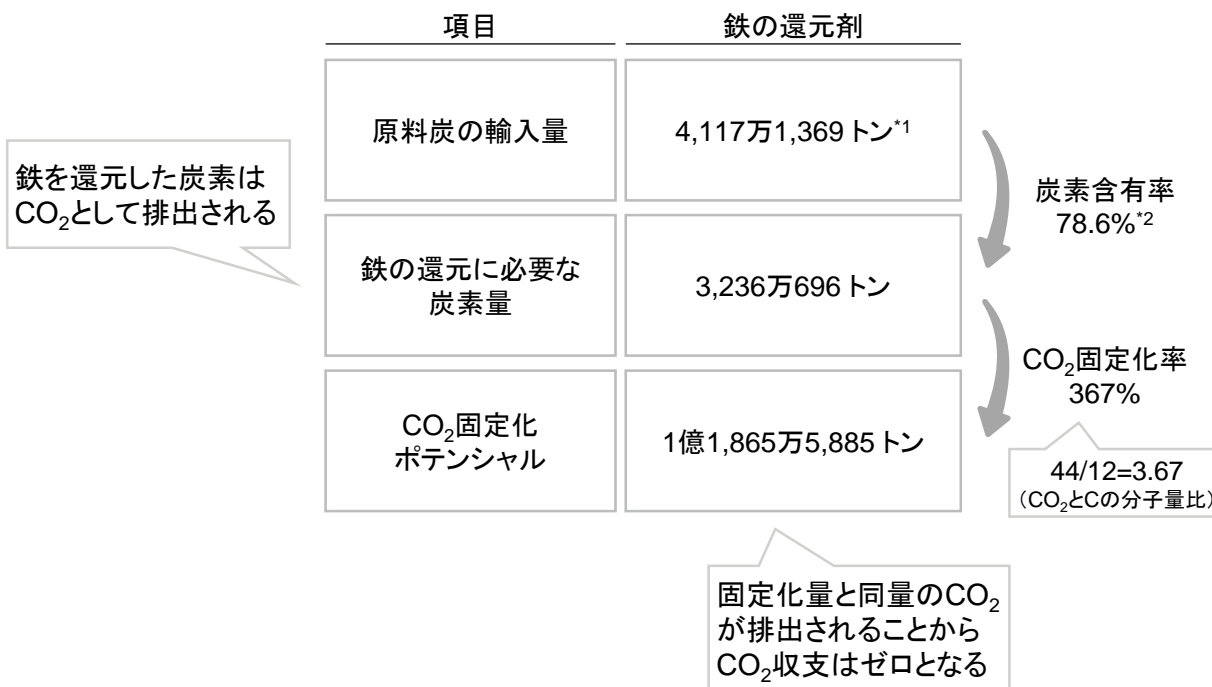 項目
鉄の還元剤
原料炭の輸入量
4,117万1,369トン*1
鉄を還元した炭素は
CO2として排出される
炭素含有率
78.6%*2
鉄の還元に必要な
炭素量
3,236万696トン
CO2固定化率
367%
CO2固定化
ポテンシャル
1億1,865万5,885トン
44/12=3.67
（CO2とCの分子量比）
固定化量と同量のCO2
が排出されることから
CO2収支はゼロとなる